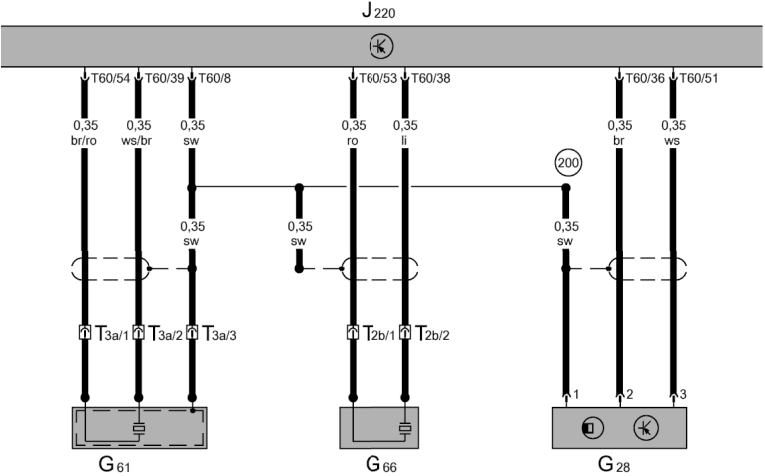 J220
T60/54 T60/39 T60/8 T60/53 T60/38 T60/36 T60/51
0,35 0,35 0,35 0,35 0,35 0,35 0,35
br/ro ws/br sw ro li br ws
200
0,35 0,35 0,35
sw sw sw
T3a/1 T3a/2 T3a/3 T2b/1 T2b/2
1 2 3
G61 G66 G28